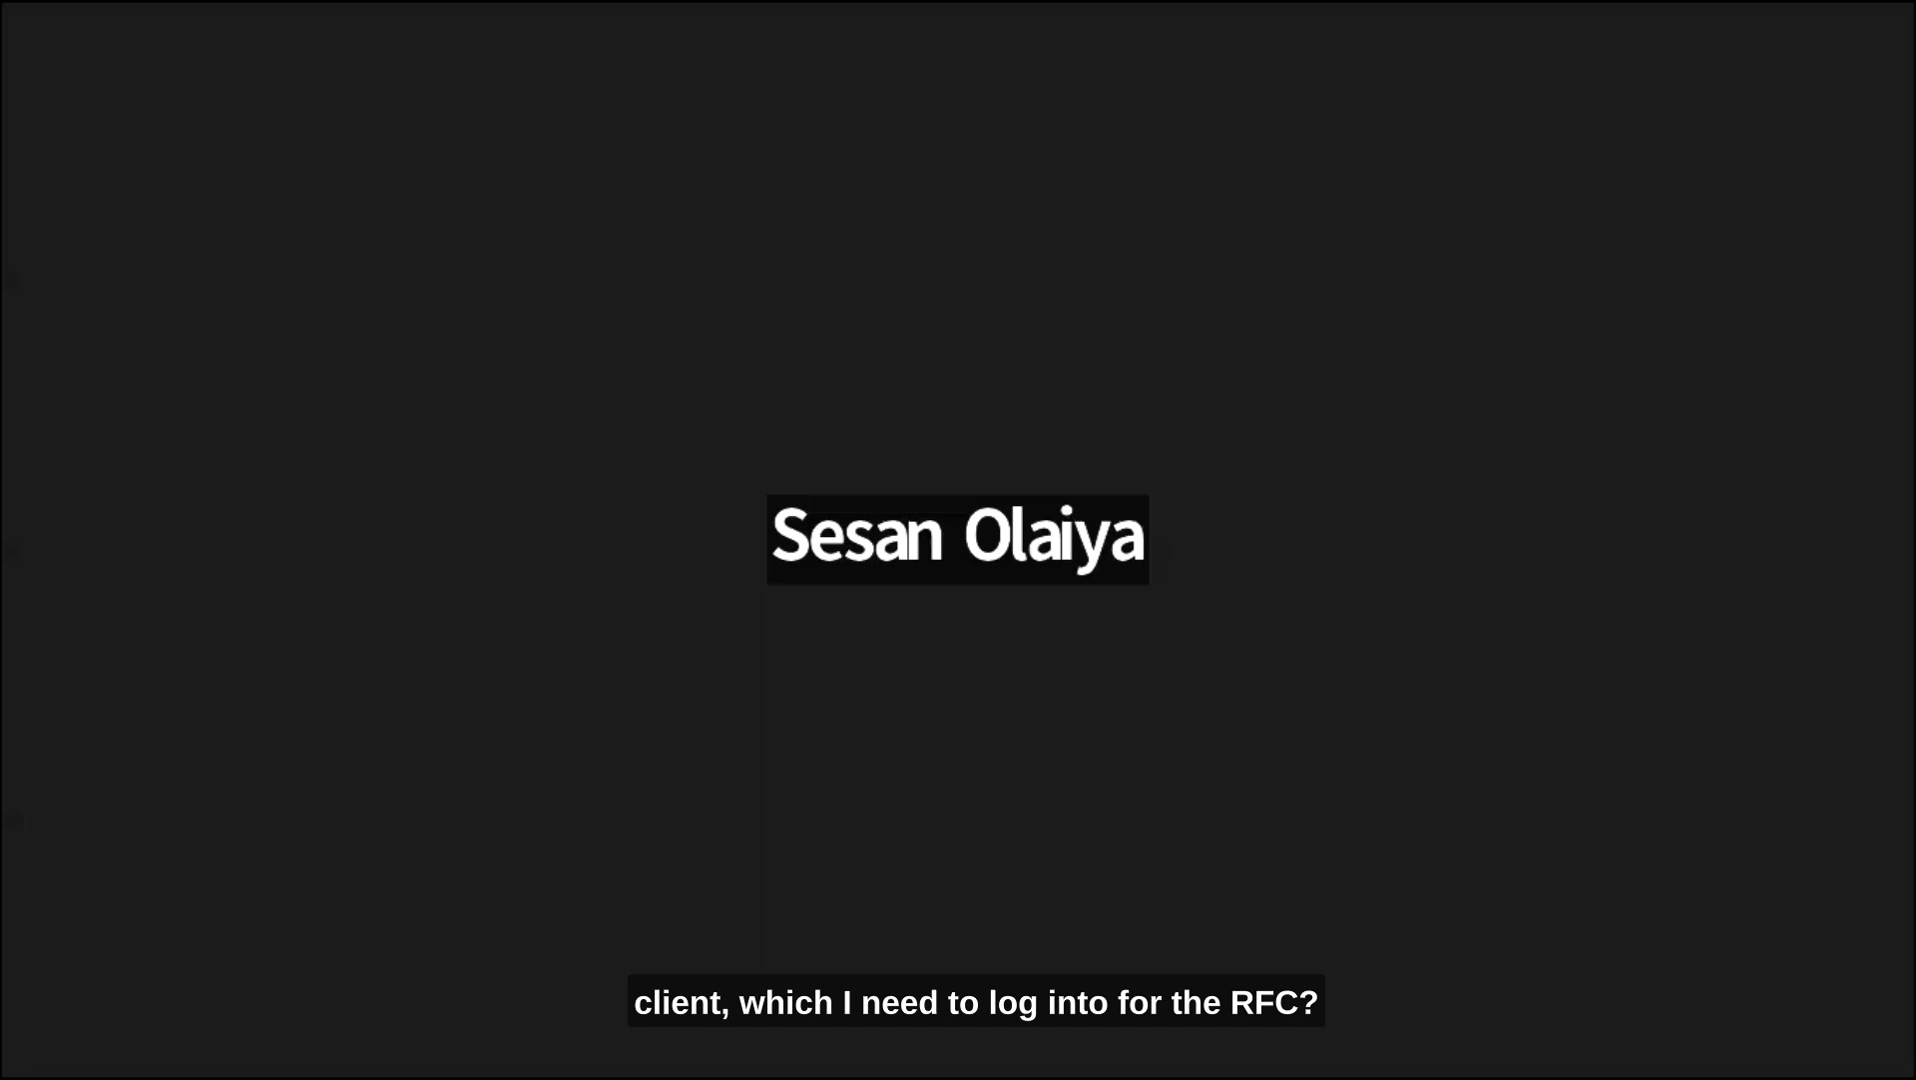 Sesan Olaiya
client, which I need to log into for the RFC?